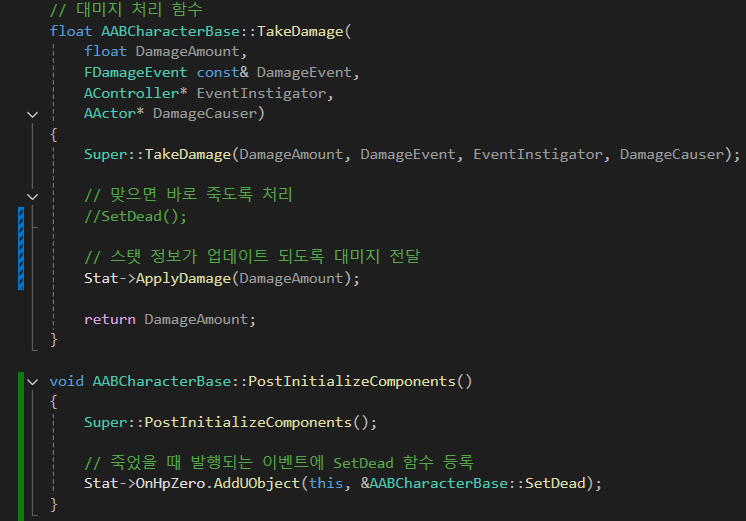 // 대미지 처리 함수
float AABCharacterBase::TakeDamage(
float DamageAmount,
FDamageEvent const& DamageEvent,
AController* EventInstigator,
AActor* DamageCauser)
{
Super::TakeDamage(DamageAmount, DamageEvent, EventInstigator, DamageCauser);
// 맞으면 바로 죽도록 처리
//SetDead();
// 스탯 정보가 업데이트 되도록 대미지 전달
Stat->ApplyDamage(DamageAmount);
return DamageAmount;
}
void AABCharacterBase::PostInitializeComponents()
{
Super::PostInitializeComponents();
// 죽었을 때 발행되는 이벤트에 SetDead 함수 등록
Stat->OnHpZero.AddUObject(this, &AABCharacterBase::SetDead);
}